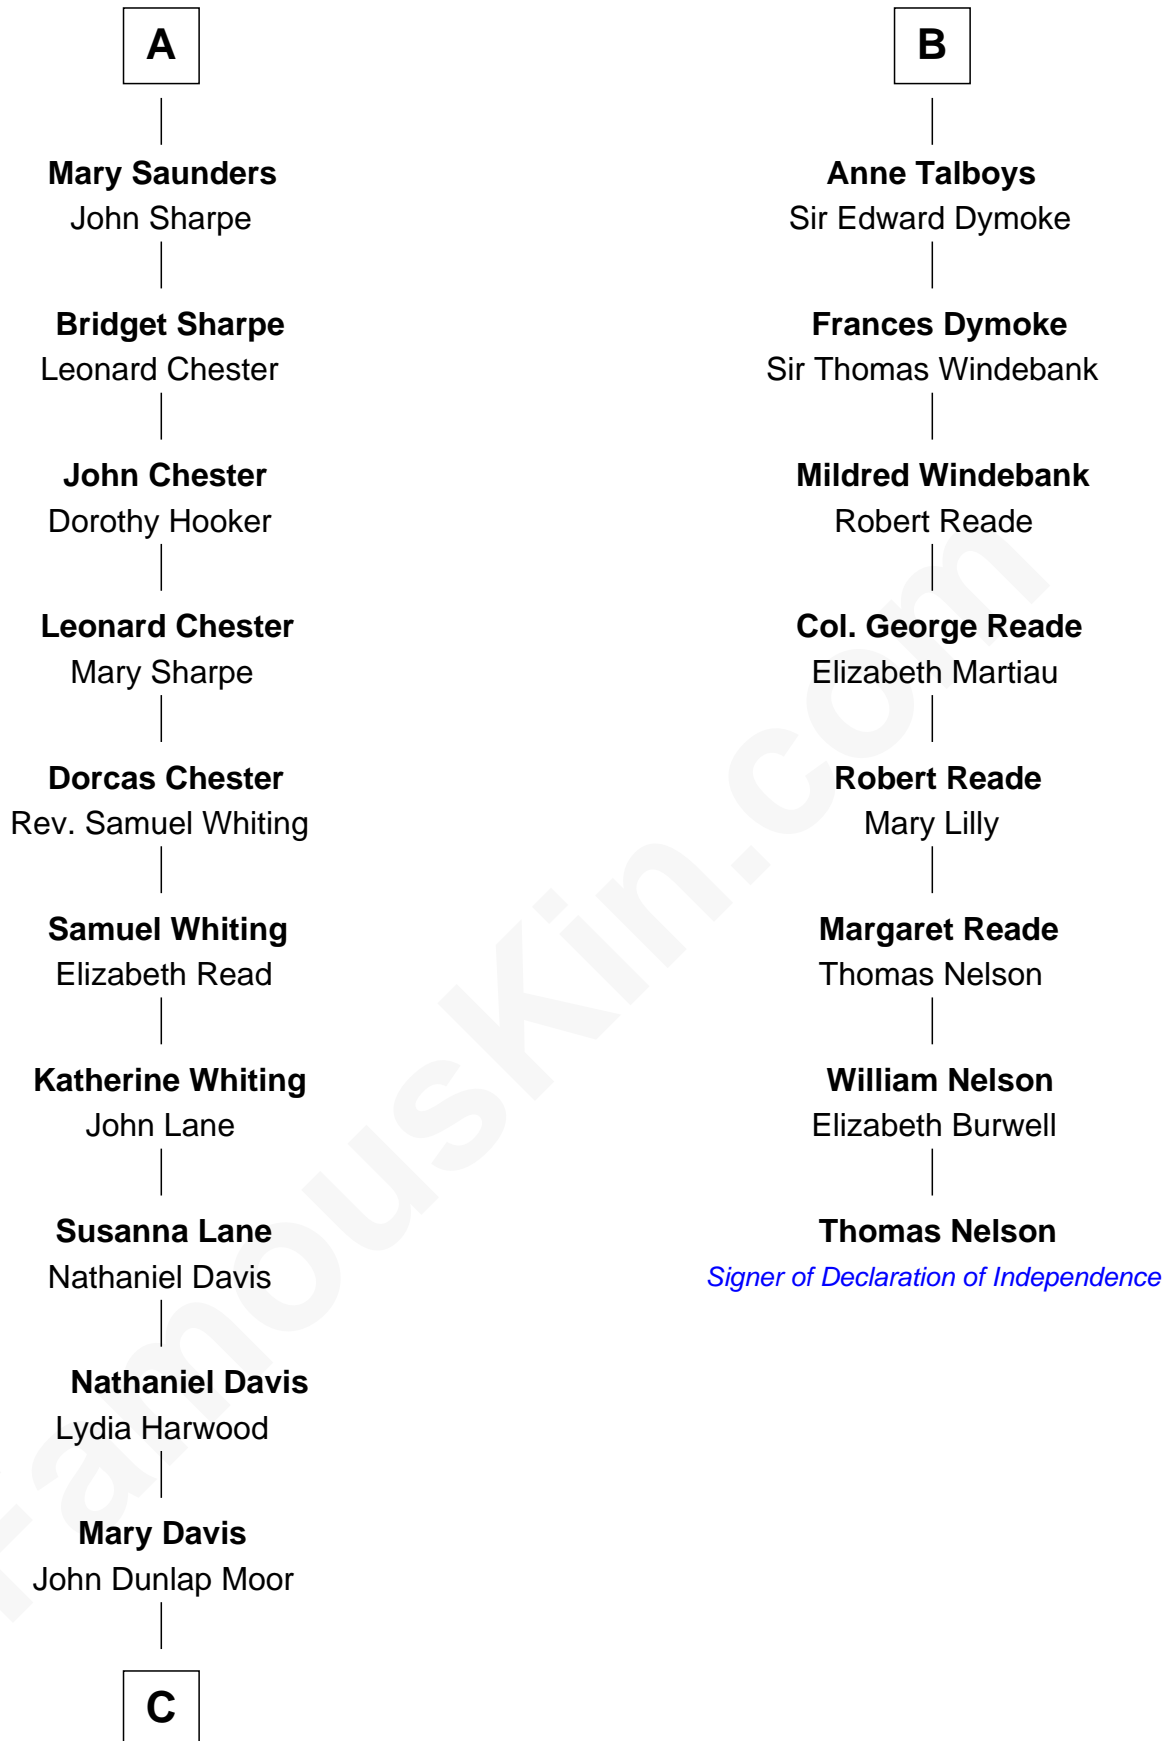 A
Mary Saunders
John Sharpe
Bridget Sharpe
Leonard Chester
John Chester
Dorothy Hooker
Leonard Chester
Mary Sharpe
Dorcas Chester
Rev. Samuel Whiting
Samuel Whiting
Elizabeth Read
Katherine Whiting
John Lane
Susanna Lane
Nathaniel Davis
Nathaniel Davis
Lydia Harwood
Mary Davis
John Dunlap Moor
C
B
Anne Talboys
Sir Edward Dymoke
Frances Dymoke
Sir Thomas Windebank
Mildred Windebank
Robert Reade
Col. George Reade
Elizabeth Martiau
Robert Reade
Mary Lilly
Margaret Reade
Thomas Nelson
William Nelson
Elizabeth Burwell
Thomas Nelson
Signer of Declaration of Independence
FamousKin.com